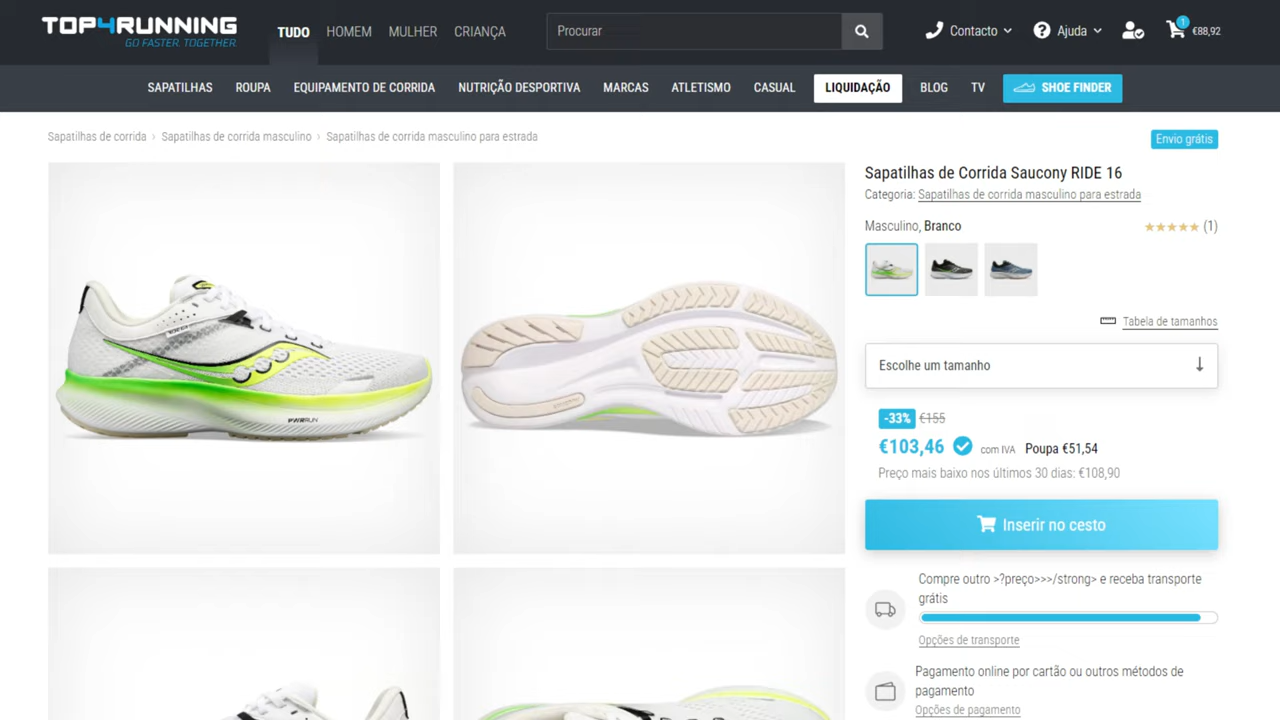 TOP4RUNNING
GO FASTER. TOGETHER
TUDO HOMEM MULHER CRIANÇA
Procurar
Contacto Ajuda 1 €88,92
SAPATILHAS ROUPA EQUIPAMENTO DE CORRIDA NUTRIÇÃO DESPORTIVA MARCAS ATLETISMO CASUAL LIQUIDAÇÃO BLOG TV SHOE FINDER
Sapatilhas de corrida › Sapatilhas de corrida masculino › Sapatilhas de corrida masculino para estrada
Envio grátis
Sapatilhas de Corrida Saucony RIDE 16
Categoria: Sapatilhas de corrida masculino para estrada
Masculino, Branco
(1)
Tabela de tamanhos
Escolhe um tamanho
-33% €155
€103,46 com IVA Poupa €51,54
Preço mais baixo nos últimos 30 dias: €108,90
Inserir no cesto
Compre outro >?preço>>>/strong> e receba transporte
grátis
Opções de transporte
Pagamento online por cartão ou outros métodos de
pagamento
Opções de pagamento
PWRRUN